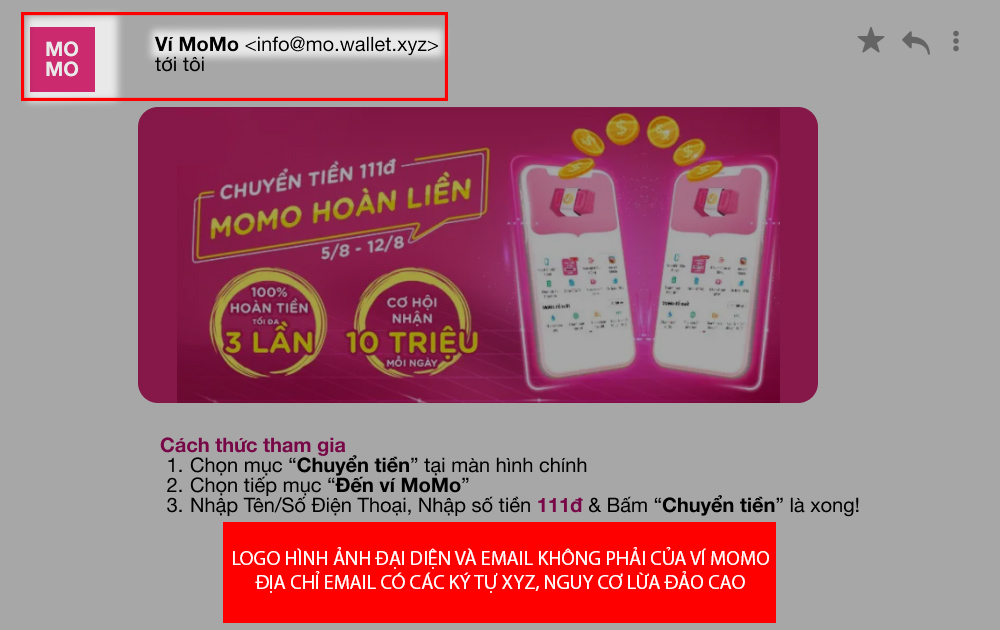 MO
MO
Ví MoMo <info@mo.wallet.xyz>
tới tôi
CHUYỂN TIỀN 111đ
MOMO HOÀN LIỀN
5/8 - 12/8
100%
HOÀN TIỀN
TỐI ĐA
3 LẦN
CƠ HỘI
NHẬN
10 TRIỆU
MỖI NGÀY
Cách thức tham gia
1. Chọn mục “Chuyển tiền” tại màn hình chính
2. Chọn tiếp mục “Đến ví MoMo”
3. Nhập Tên/Số Điện Thoại, Nhập số tiền 111đ & Bấm “Chuyển tiền” là xong!
LOGO HÌNH ẢNH ĐẠI DIỆN VÀ EMAIL KHÔNG PHẢI CỦA VÍ MOMO
ĐỊA CHỈ EMAIL CÓ CÁC KÝ TỰ XYZ, NGUY CƠ LỪA ĐẢO CAO